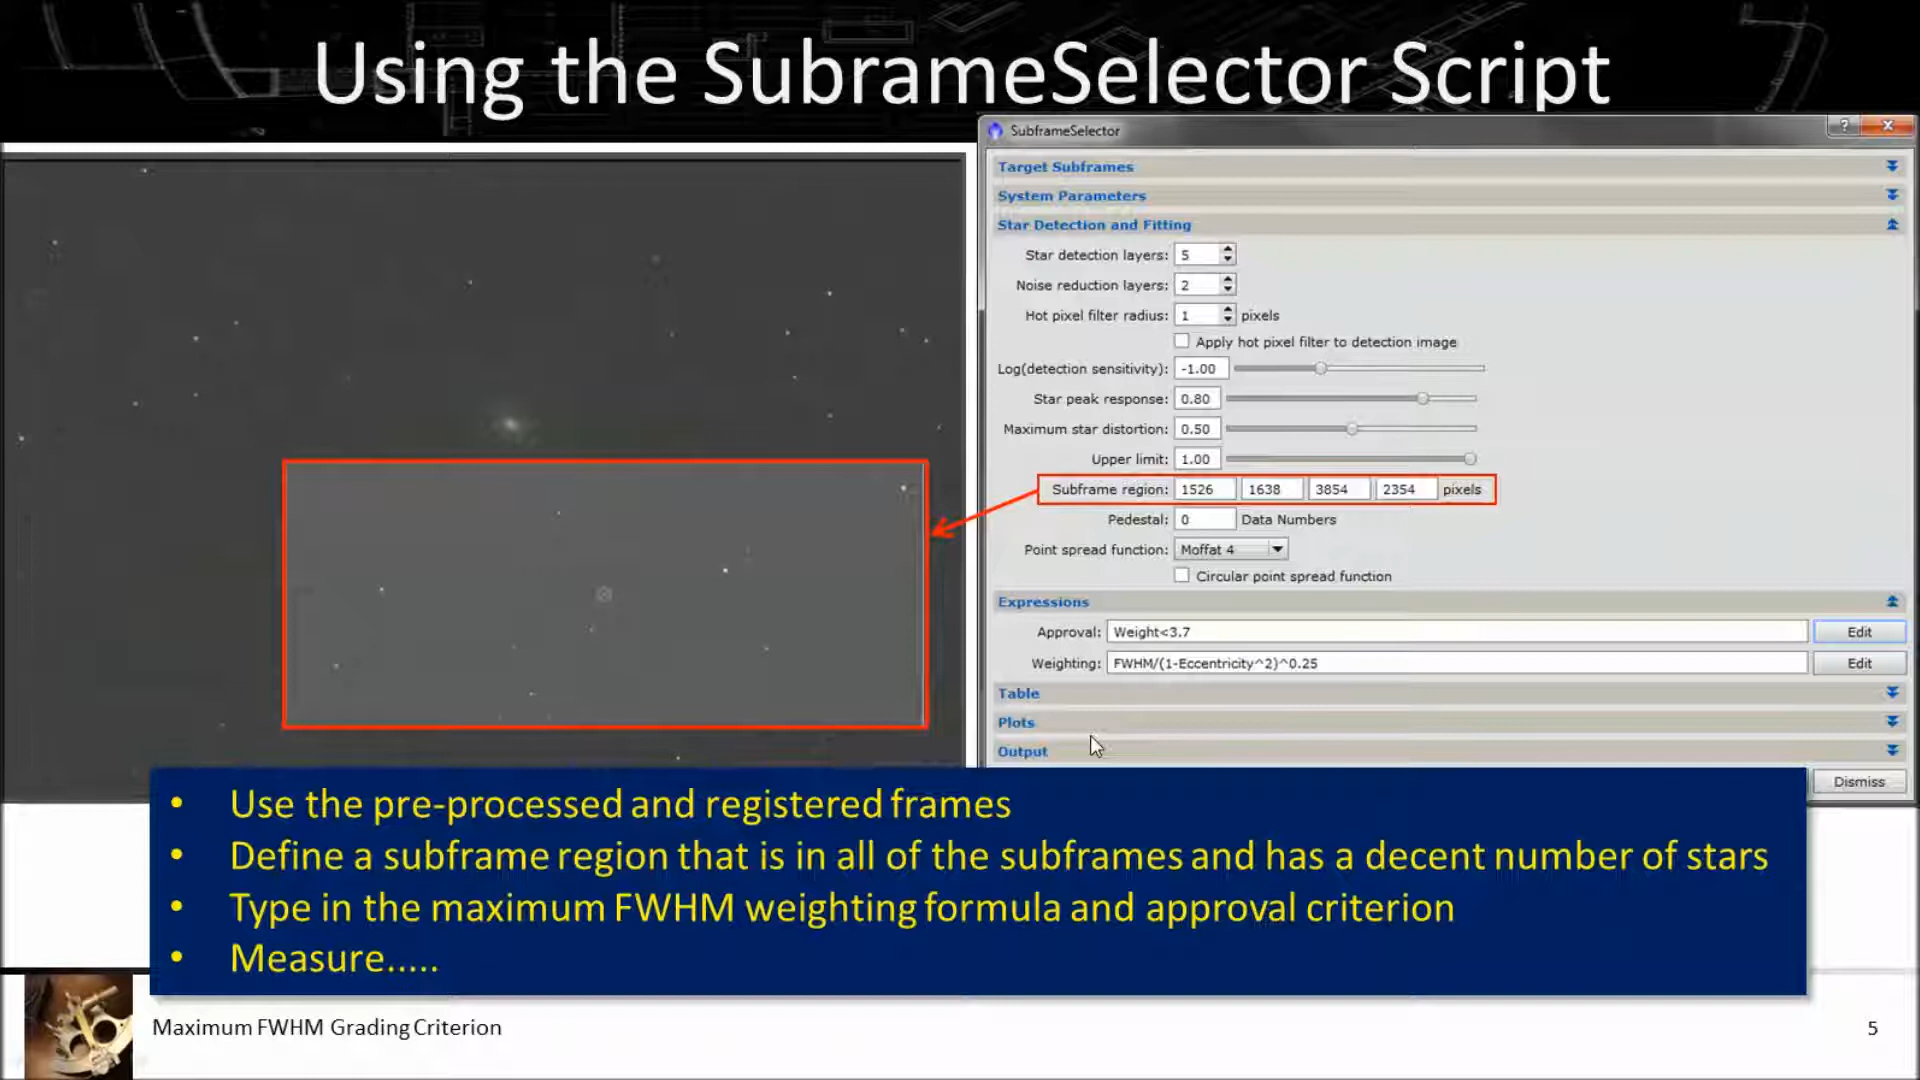 Using the SubrameSelector Script
SubframeSelector
?
Target Subframes
System Parameters
Star Detection and Fitting
Star detection layers: 5
Noise reduction layers: 2
Hot pixel filter radius: 1 pixels
Apply hot pixel filter to detection image
Log(detection sensitivity): -1.00
Star peak response: 0.80
Maximum star distortion: 0.50
Upper limit: 1.00
Subframe region: 1526 1638 3854 2354 pixels
Pedestal: 0 Data Numbers
Point spread function: Moffat 4
Circular point spread function
Expressions
Approval: Weight<3.7 Edit
Weighting: FWHM/(1-Eccentricity^2)^0.25 Edit
Table
Plots
Output
Dismiss
• Use the pre-processed and registered frames
• Define a subframe region that is in all of the subframes and has a decent number of stars
• Type in the maximum FWHM weighting formula and approval criterion
• Measure.....
Maximum FWHM Grading Criterion
5